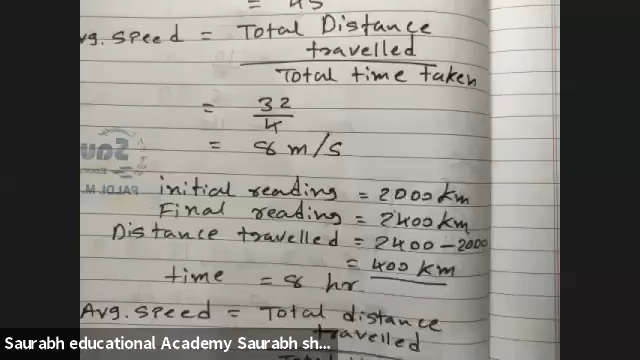 = 4s
Avg. speed = Total Distance
travelled
Total time taken
= 32
4
= 8 m/s
initial reading = 2000 km
Final reading = 2400 km
Distance travelled = 2400 - 2000
= 400 km
time = 8 hr
Avg. speed = Total distance
travelled
Saurabh educational Academy Saurabh sh...